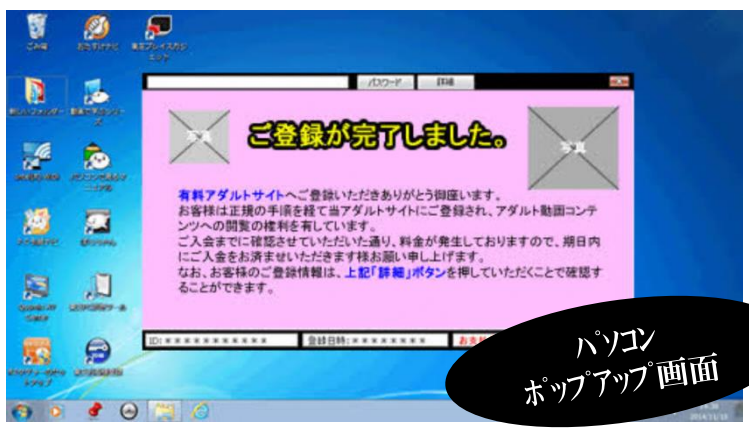 ごみ箱
パスワード
詳細
写真
ご登録が完了しました。
写真
有料アダルトサイトへご登録いただきありがとう御座います。
お客様は正規の手順を経て当アダルトサイトにご登録され、アダルト動画コンテ
ンツへの閲覧の権利を有しています。
ご入会までに確認させていただいた通り、料金が発生しておりますので、期日内
にご入金をお済ませいただきます様お願い申し上げます。
なお、お客様のご登録情報は、上記「詳細」ボタンを押していただくことで確認す
ることができます。
ID:＊＊＊＊＊＊＊＊＊＊＊
登録日時:＊＊＊＊＊＊＊＊
お支
パソコン
ポップアップ画面